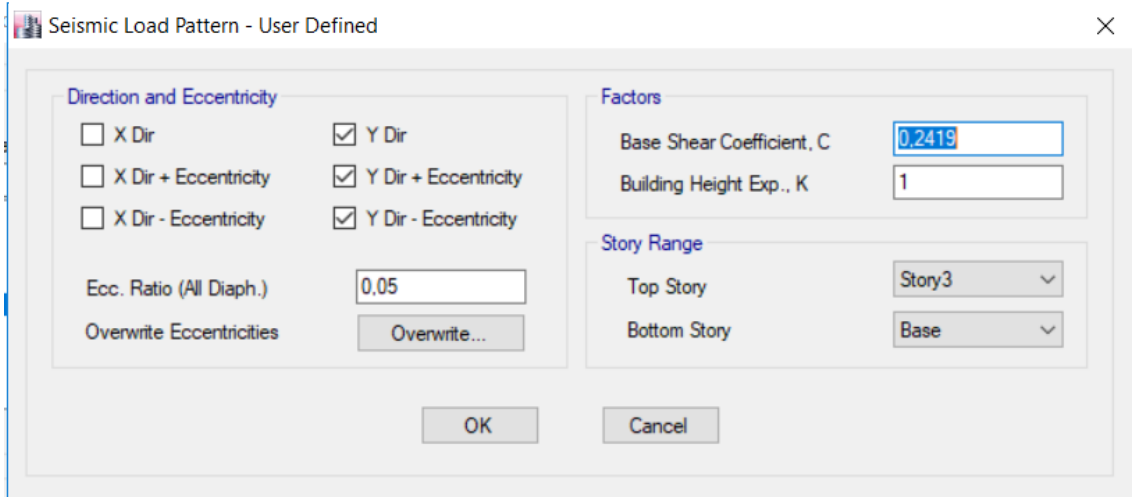 Seismic Load Pattern - User Defined
Direction and Eccentricity
X Dir
Y Dir
X Dir + Eccentricity
Y Dir + Eccentricity
X Dir - Eccentricity
Y Dir - Eccentricity
Ecc. Ratio (All Diaph.)
0,05
Overwrite Eccentricities
Overwrite...
Factors
Base Shear Coefficient, C
0,2419
Building Height Exp., K
1
Story Range
Top Story
Story3
Bottom Story
Base
OK
Cancel